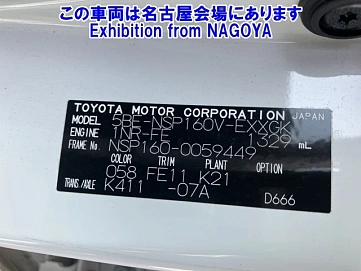 この車両は名古屋会場にあります
Exhibition from NAGOYA
TOYOTA MOTOR CORPORATION JAPAN
MODEL 5BE-NSP160V-EXXGK
ENGINE 1NR-FE 1329 mL
FRAME No. NSP160-0059449
COLOR TRIM PLANT OPTION
058 FE11 K21
TRANS./AXLE K411 -07A
D666